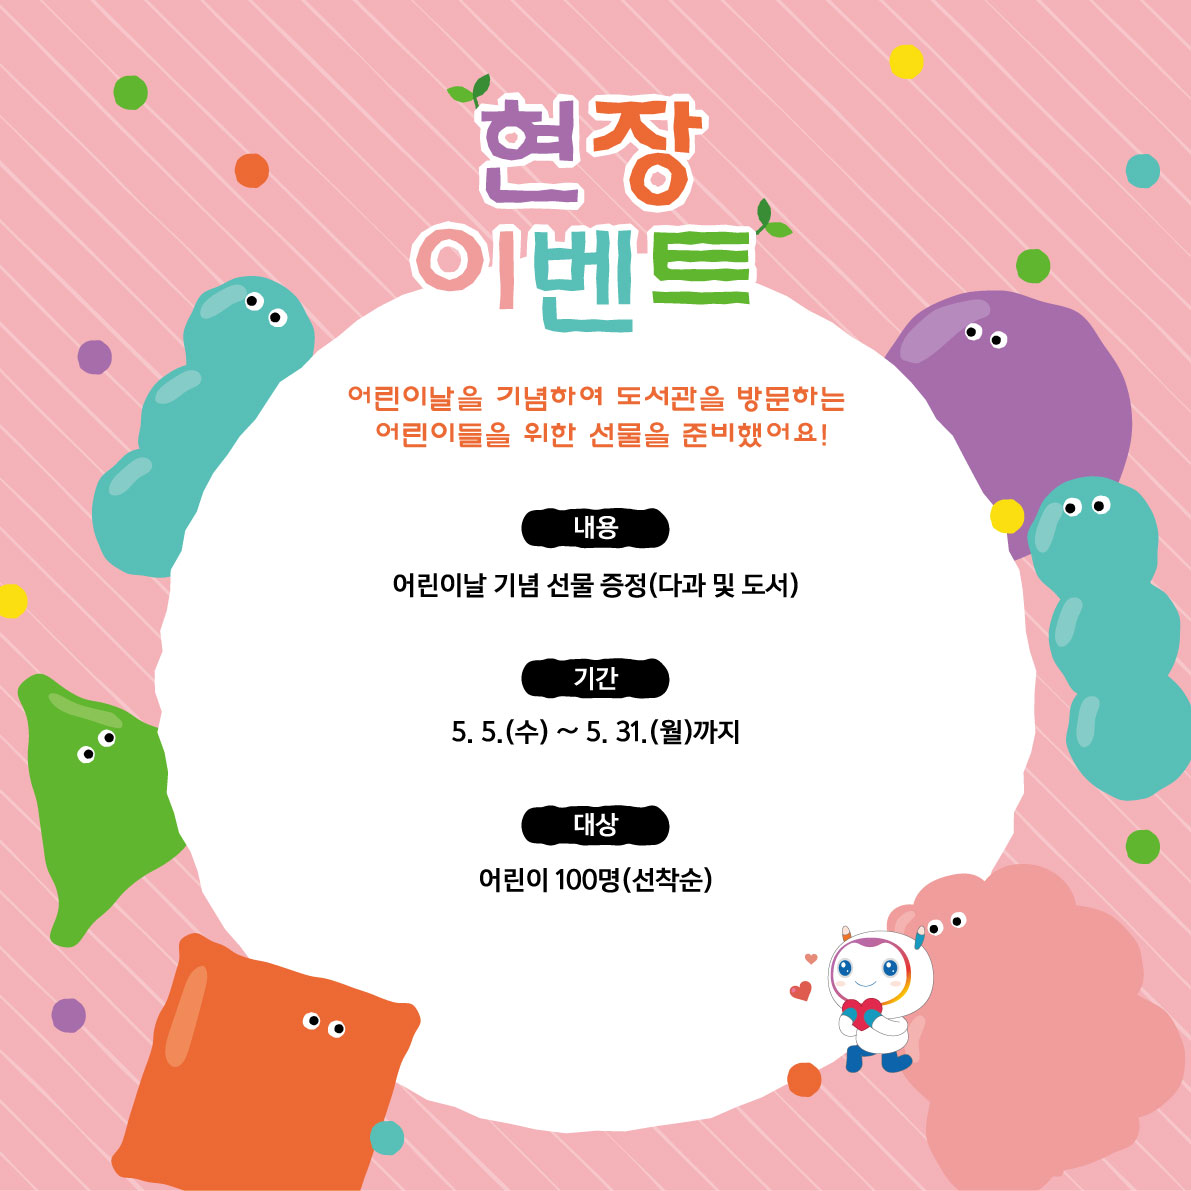 현장
이벤트
어린이날을 기념하여 도서관을 방문하는
어린이들을 위한 선물을 준비했어요!
내용
어린이날 기념 선물 증정(다과 및 도서)
기간
5. 5.(수) ~ 5. 31.(월)까지
대상
어린이 100명(선착순)